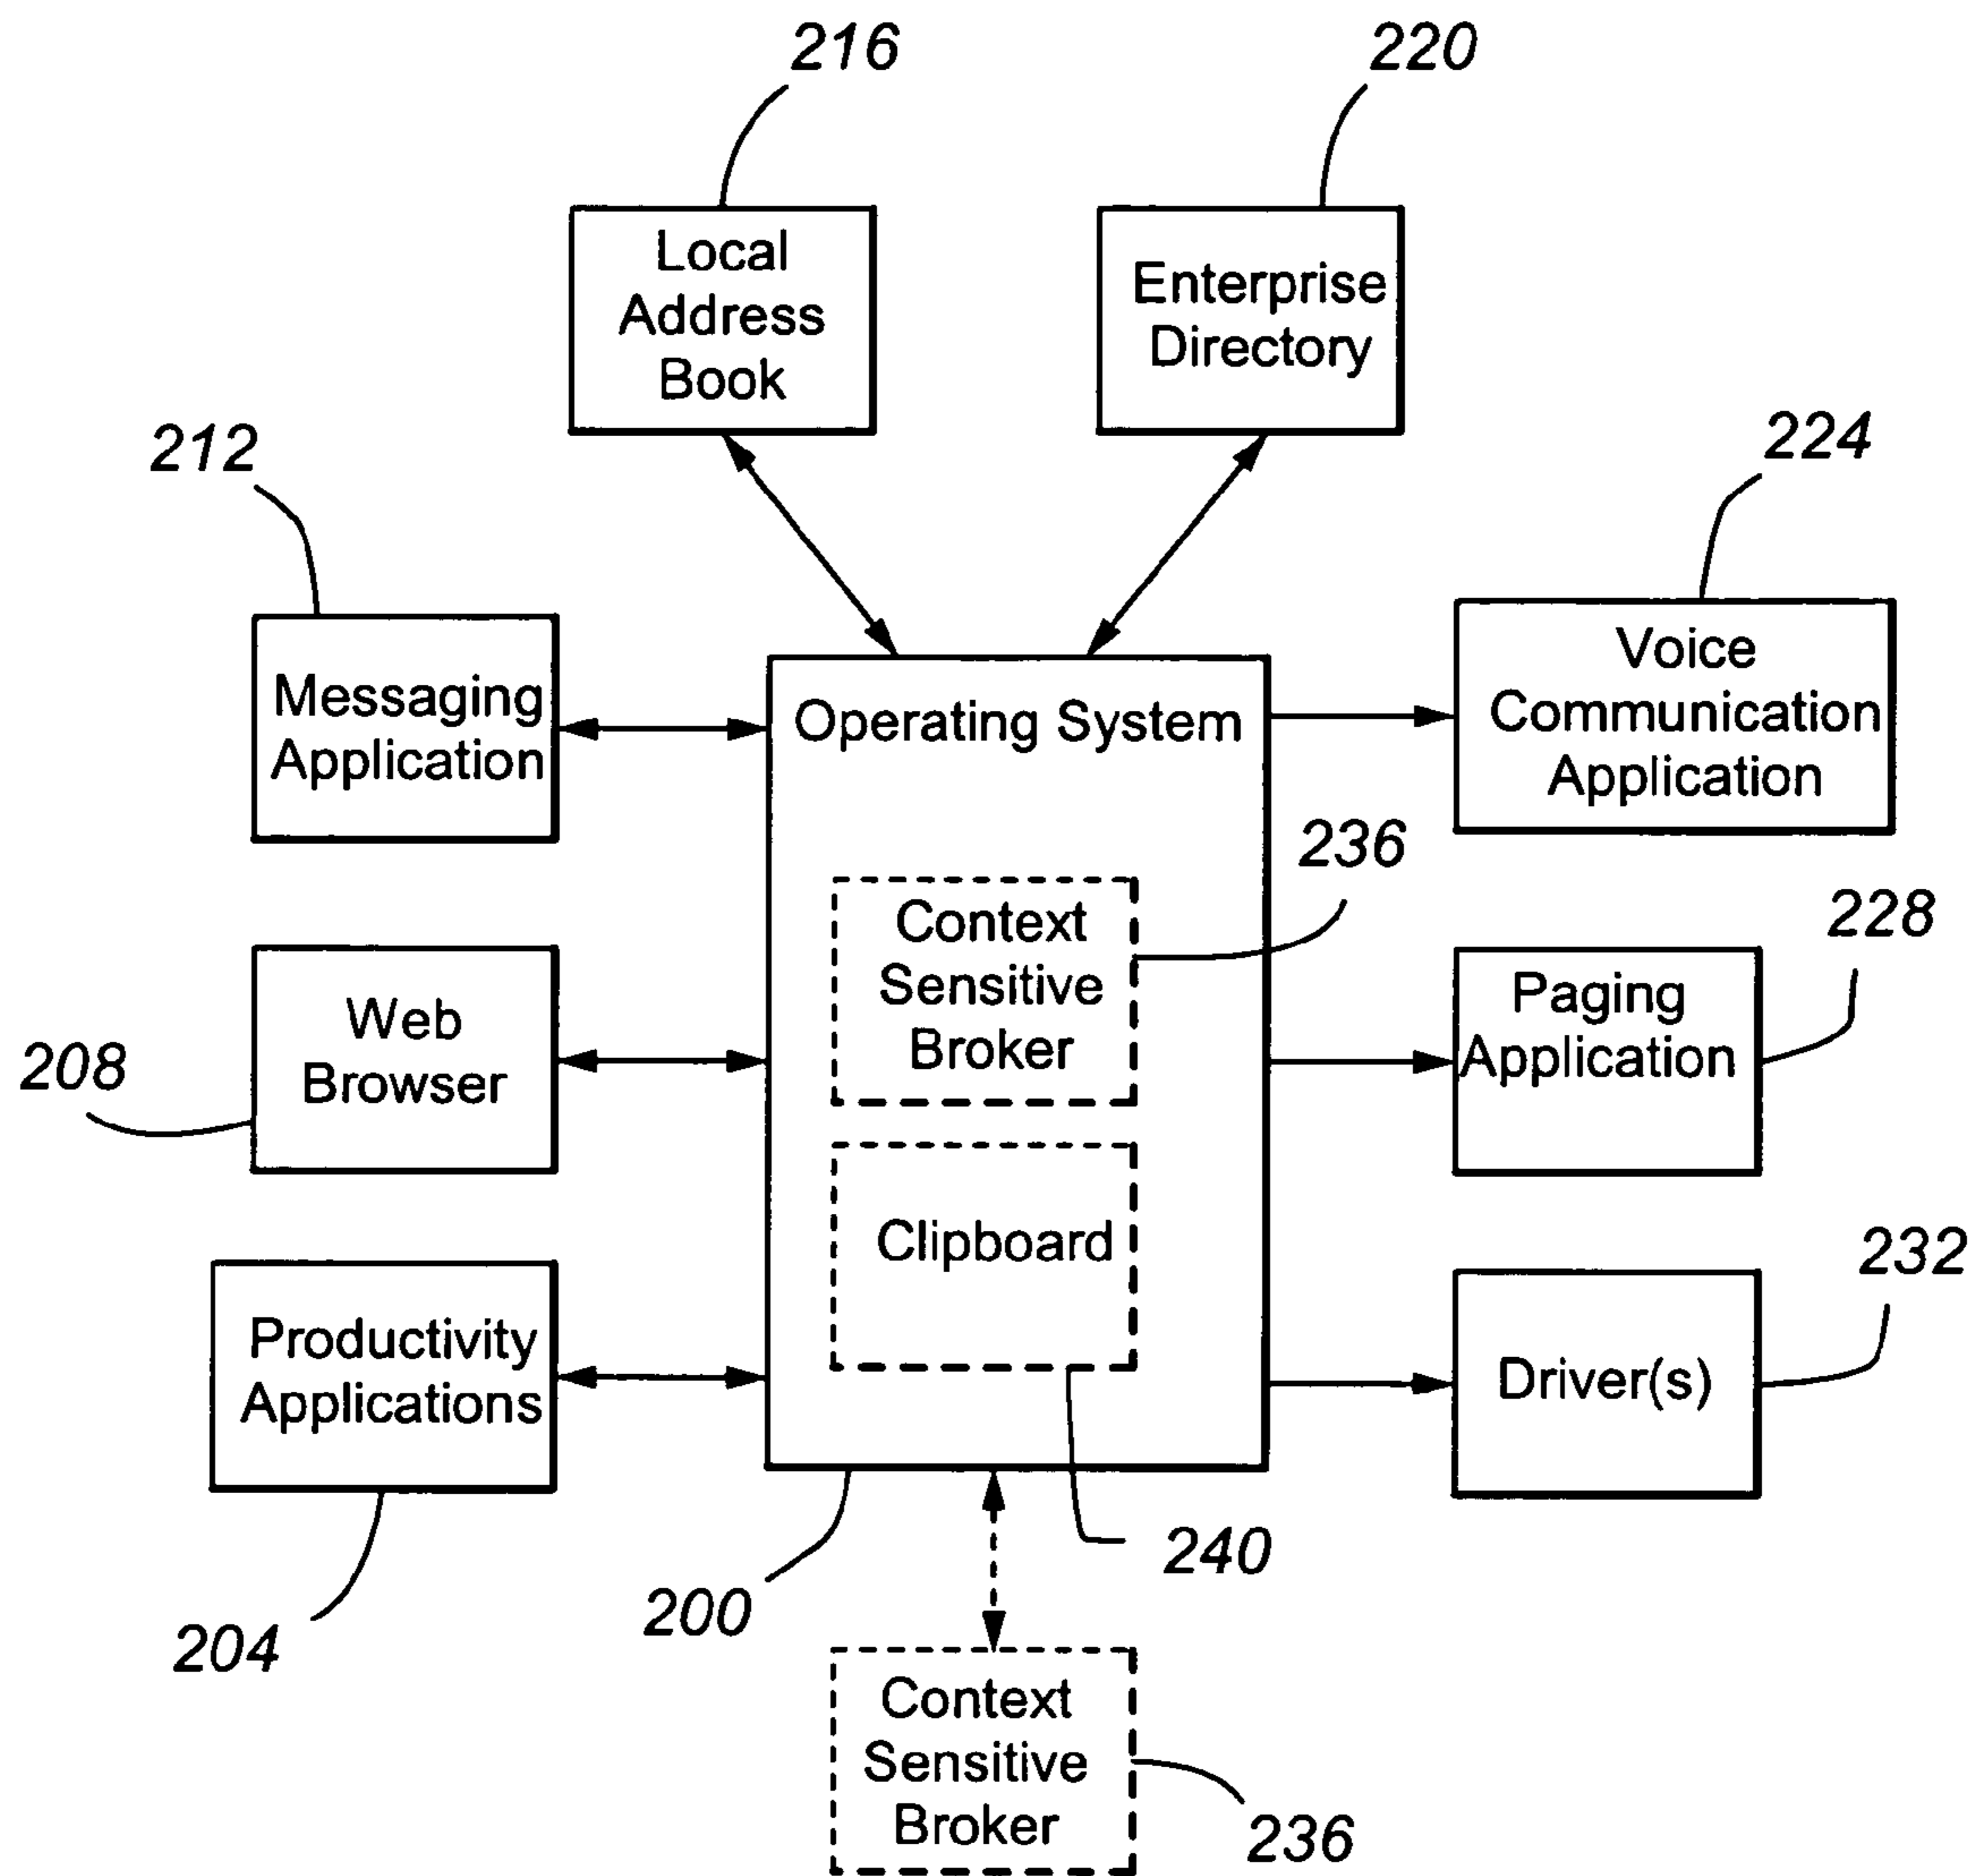 216
220
Local
Address
Book
Enterprise
Directory
212
224
Messaging
Application
Operating System
Voice
Communication
Application
236
228
Context
Sensitive
Broker
Web
Browser
Paging
Application
208
Clipboard
232
Productivity
Applications
Driver(s)
240
200
204
Context
Sensitive
Broker
236